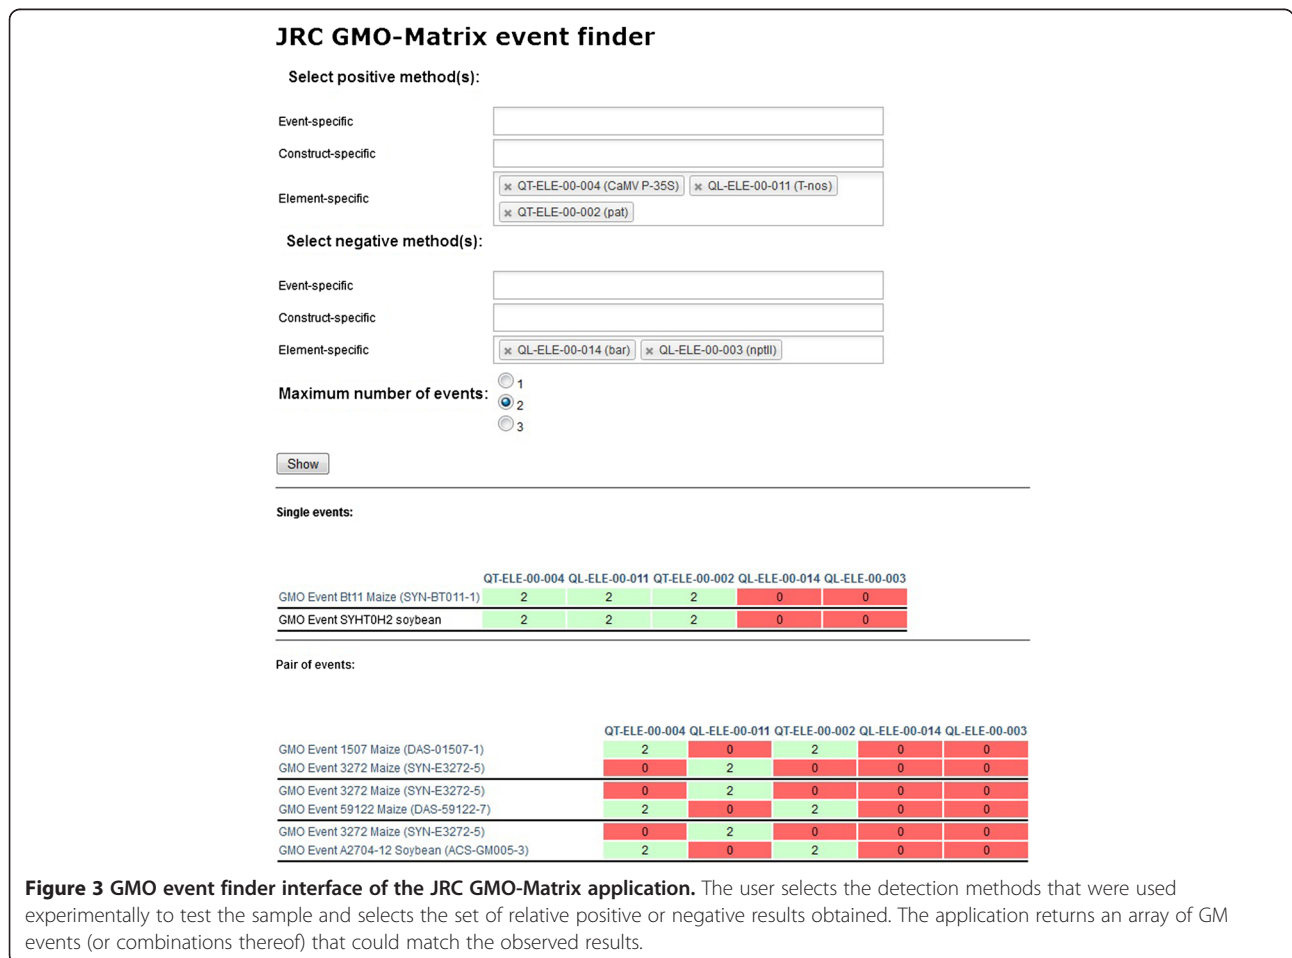 JRC GMO-Matrix event finder
Select positive method(s):
Event-specific
Construct-specific
Element-specific
× QT-ELE-00-004 (CaMV P-35S) × QL-ELE-00-011 (T-nos)
× QT-ELE-00-002 (pat)
Select negative method(s):
Event-specific
Construct-specific
Element-specific × QL-ELE-00-014 (bar) × QL-ELE-00-003 (nptII)
Maximum number of events:
1
2
3
Show
Single events:
QT-ELE-00-004 QL-ELE-00-011 QT-ELE-00-002 QL-ELE-00-014 QL-ELE-00-003
GMO Event Bt11 Maize (SYN-BT011-1) 2 2 2 0 0
GMO Event SYHT0H2 soybean 2 2 2 0 0
Pair of events:
QT-ELE-00-004 QL-ELE-00-011 QT-ELE-00-002 QL-ELE-00-014 QL-ELE-00-003
GMO Event 1507 Maize (DAS-01507-1) 2 0 2 0 0
GMO Event 3272 Maize (SYN-E3272-5) 0 2 0 0 0
GMO Event 3272 Maize (SYN-E3272-5) 0 2 0 0 0
GMO Event 59122 Maize (DAS-59122-7) 2 0 2 0 0
GMO Event 3272 Maize (SYN-E3272-5) 0 2 0 0 0
GMO Event A2704-12 Soybean (ACS-GM005-3) 2 0 2 0 0
Figure 3 GMO event finder interface of the JRC GMO-Matrix application. The user selects the detection methods that were used
experimentally to test the sample and selects the set of relative positive or negative results obtained. The application returns an array of GM
events (or combinations thereof) that could match the observed results.